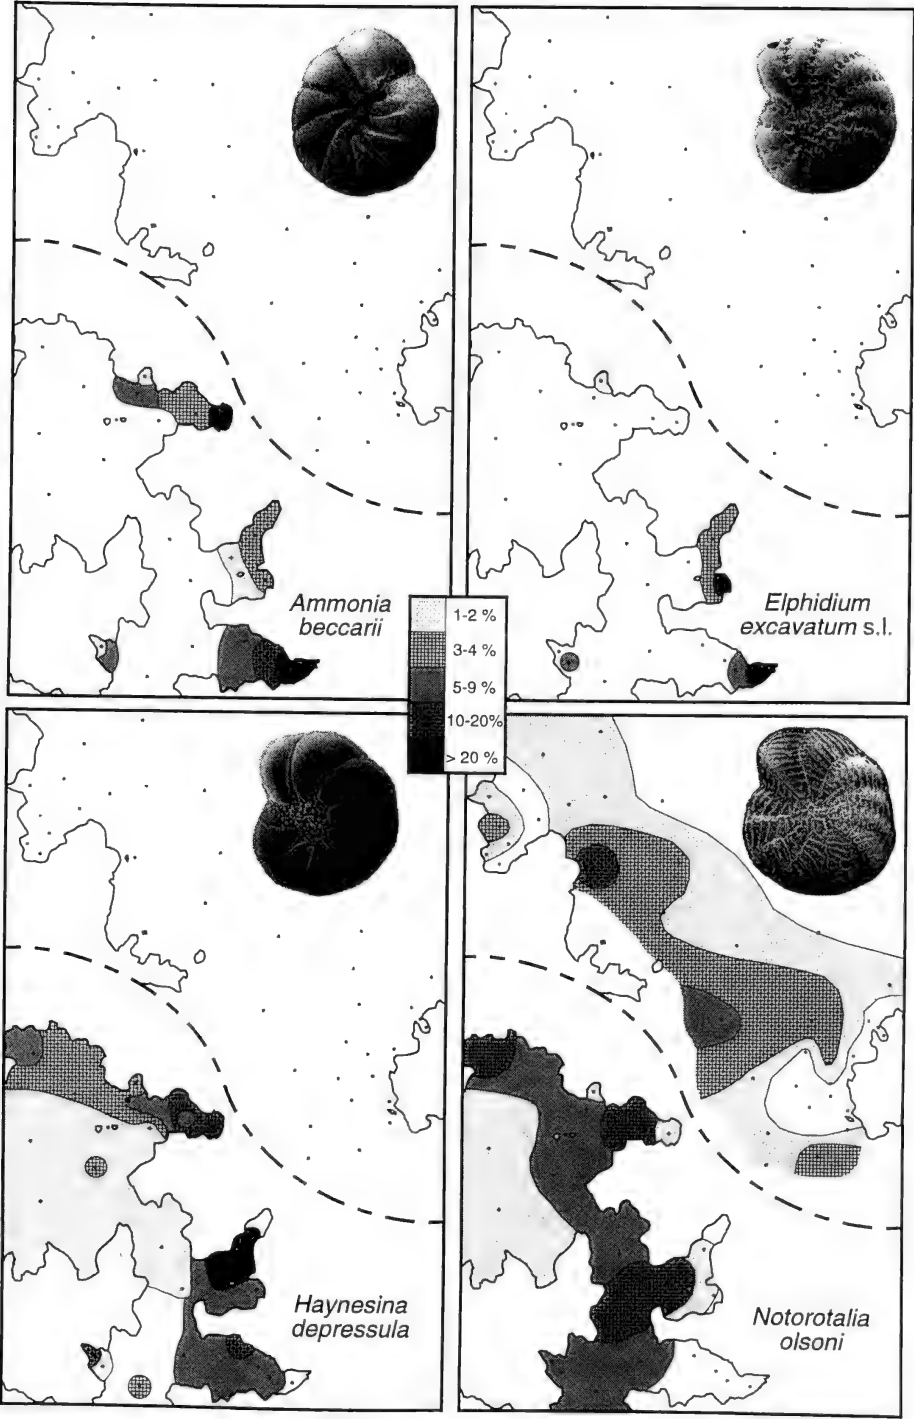 Ammonia
beccarii
Elphidium
excavatum s.l.
1-2 %
3-4 %
5-9 %
10-20%
> 20 %
Haynesina
depressula
Notorotalia
olsoni